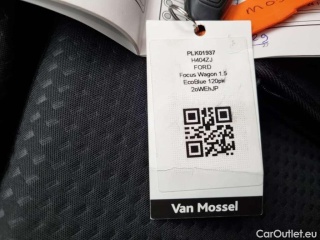 PLK01937
H404ZJ
FORD
Focus Wagon 1.5
EcoBlue 120pk
2oWEhJP
Van Mossel
CarOutlet.eu